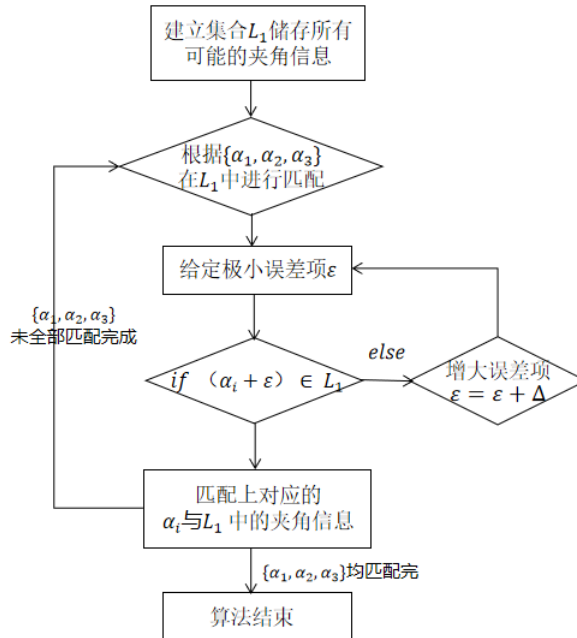 建立集合L₁储存所有
可能的夹角信息
根据{α₁, α₂, α₃}
在L₁中进行匹配
给定极小误差项ε
{α₁, α₂, α₃}
未全部匹配完成
if （αᵢ + ε） ∈ L₁
else
增大误差项
ε = ε + Δ
匹配上对应的
αᵢ与L₁ 中的夹角信息
{α₁, α₂, α₃}均匹配完
算法结束